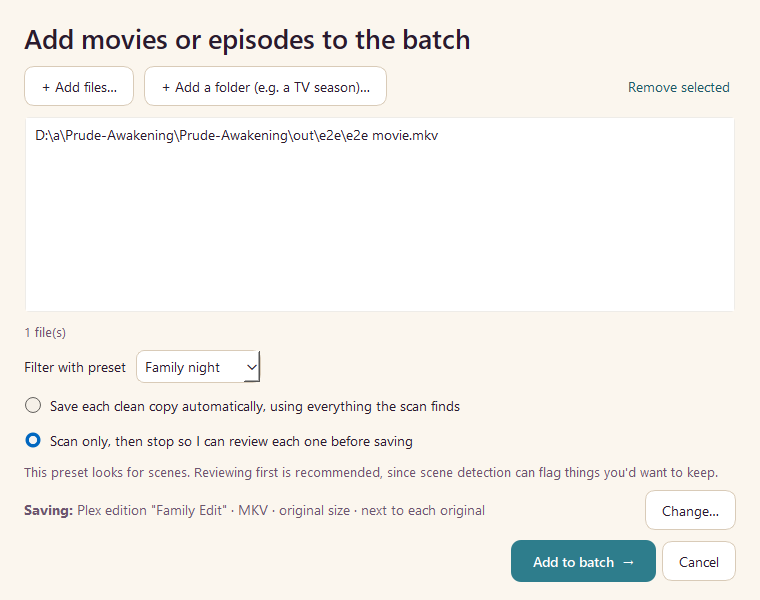 Add movies or episodes to the batch
+ Add files...
+ Add a folder (e.g. a TV season)...
Remove selected
D:\a\Prude-Awakening\Prude-Awakening\out\e2e\e2e movie.mkv
1 file(s)
Filter with preset
Family night
Save each clean copy automatically, using everything the scan finds
Scan only, then stop so I can review each one before saving
This preset looks for scenes. Reviewing first is recommended, since scene detection can flag things you'd want to keep.
Saving: Plex edition "Family Edit" · MKV · original size · next to each original
Change...
Add to batch →
Cancel